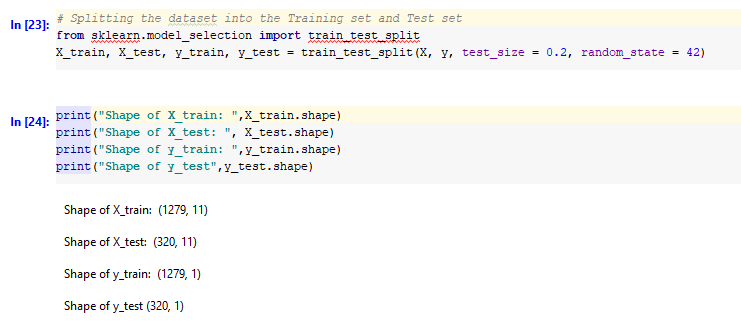 In [23]: # Splitting the dataset into the Training set and Test set
from sklearn.model_selection import train_test_split
X_train, X_test, y_train, y_test = train_test_split(X, y, test_size = 0.2, random_state = 42)
In [24]: print("Shape of X_train: ",X_train.shape)
print("Shape of X_test: ", X_test.shape)
print("Shape of y_train: ",y_train.shape)
print("Shape of y_test",y_test.shape)
Shape of X_train:  (1279, 11)
Shape of X_test:  (320, 11)
Shape of y_train:  (1279, 1)
Shape of y_test (320, 1)